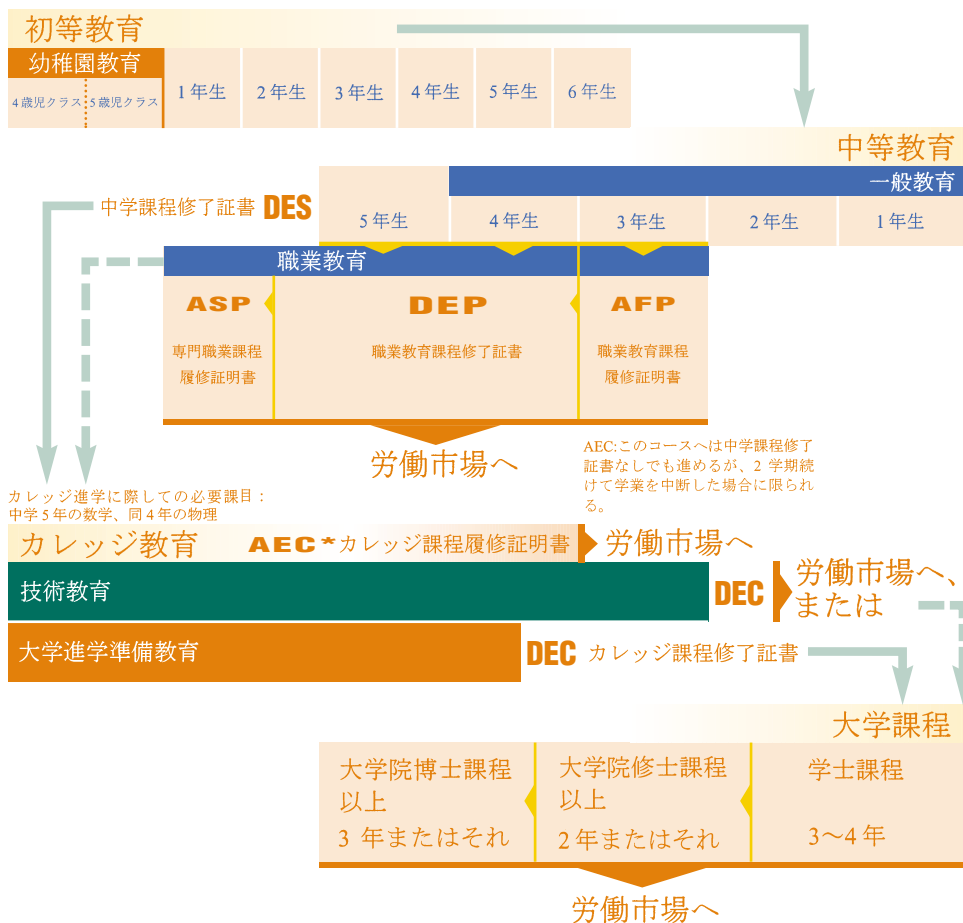 初等教育
幼稚園教育
4歳児クラス 5歳児クラス 1年生 2年生 3年生 4年生 5年生 6年生
中等教育
一般教育
中学課程修了証書 DES
5年生 4年生 3年生 2年生 1年生
職業教育
ASP DEP AFP
専門職業課程
履修証明書
職業教育課程修了証書
職業教育課程
履修証明書
労働市場へ
AEC:このコースへは中学課程修了
証書なしでも進めるが、2 学期続
けて学業を中断した場合に限られ
る。
カレッジ進学に際しての必要課目：
中学5年の数学、同4年の物理
カレッジ教育 AEC*カレッジ課程履修証明書 労働市場へ
技術教育 DEC 労働市場へ、
または
大学進学準備教育 DEC カレッジ課程修了証書
大学課程
大学院博士課程
以上
3 年またはそれ
大学院修士課程
以上
2年またはそれ
学士課程
3〜4年
労働市場へ